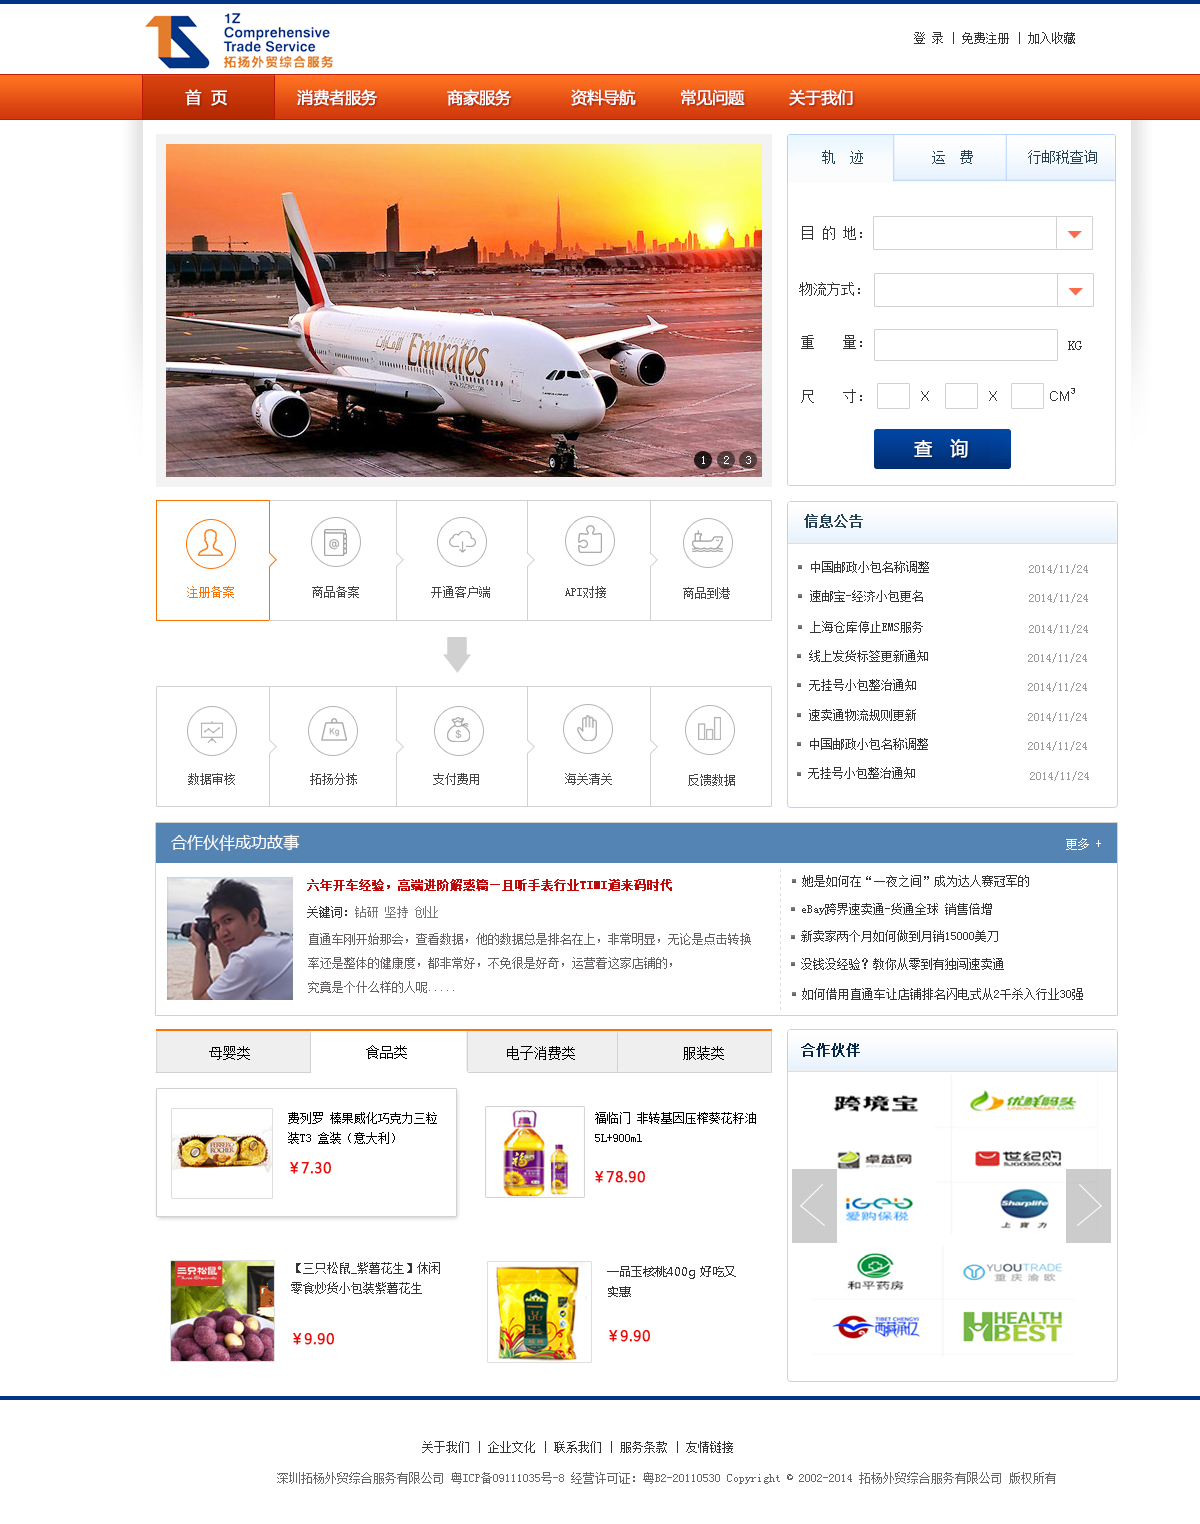 1Z
Comprehensive
Trade Service
拓扬外贸综合服务
登 录 | 免费注册 | 加入收藏
首 页 消费者服务 商家服务 资料导航 常见问题 关于我们
轨 迹 运 费 行邮税查询
目 的 地：
物流方式：
重 量： KG
尺 寸： X X CM³
查 询
Emirates
1 2 3
注册备案 商品备案 开通客户端 API对接 商品到港
数据审核 拓扬分拣 支付费用 海关清关 反馈数据
Kg
信息公告
中国邮政小包名称调整 2014/11/24
速邮宝-经济小包更名 2014/11/24
上海仓库停止EMS服务 2014/11/24
线上发货标签更新通知 2014/11/24
无挂号小包整治通知 2014/11/24
速卖通物流规则更新 2014/11/24
中国邮政小包名称调整 2014/11/24
无挂号小包整治通知 2014/11/24
合作伙伴成功故事 更多 +
六年开车经验，高端进阶解惑篇—且听手表行业TIMI道来码时代
关健词：钻研 坚持 创业
直通车刚开始那会，查看数据，他的数据总是排名在上，非常明显，无论是点击转换
率还是整体的健康度，都非常好，不免很是好奇，运营着这家店铺的，
究竟是个什么样的人呢.....
她是如何在“一夜之间”成为达人赛冠军的
eBay跨界速卖通-货通全球 销售倍增
新卖家两个月如何做到月销15000美刀
没钱没经验？教你从零到有独闯速卖通
如何借用直通车让店铺排名闪电式从2千杀入行业30强
母婴类 食品类 电子消费类 服装类
费列罗 榛果威化巧克力三粒
装T3 盒装（意大利）
￥7.30
福临门 非转基因压榨葵花籽油
5L+900ml
￥78.90
【三只松鼠_紫薯花生】休闲
零食炒货小包装紫薯花生
￥9.90
一品玉核桃400g 好吃又
实惠
￥9.90
合作伙伴
跨境宝 优鲜码头
卓益网 世纪购
SJGO365.COM
iGeb
爱购保税
Sharplife
上寶力
和平药房
YUOUTRADE
重庆渝欧
TIBET CHENGYI
HEALTH
BEST
关于我们 | 企业文化 | 联系我们 | 服务条款 | 友情链接
深圳拓杨外贸综合服务有限公司 粤ICP备09111035号-8 经营许可证：粤B2-20110530 Copyright © 2002-2014 拓杨外贸综合服务有限公司 版权所有